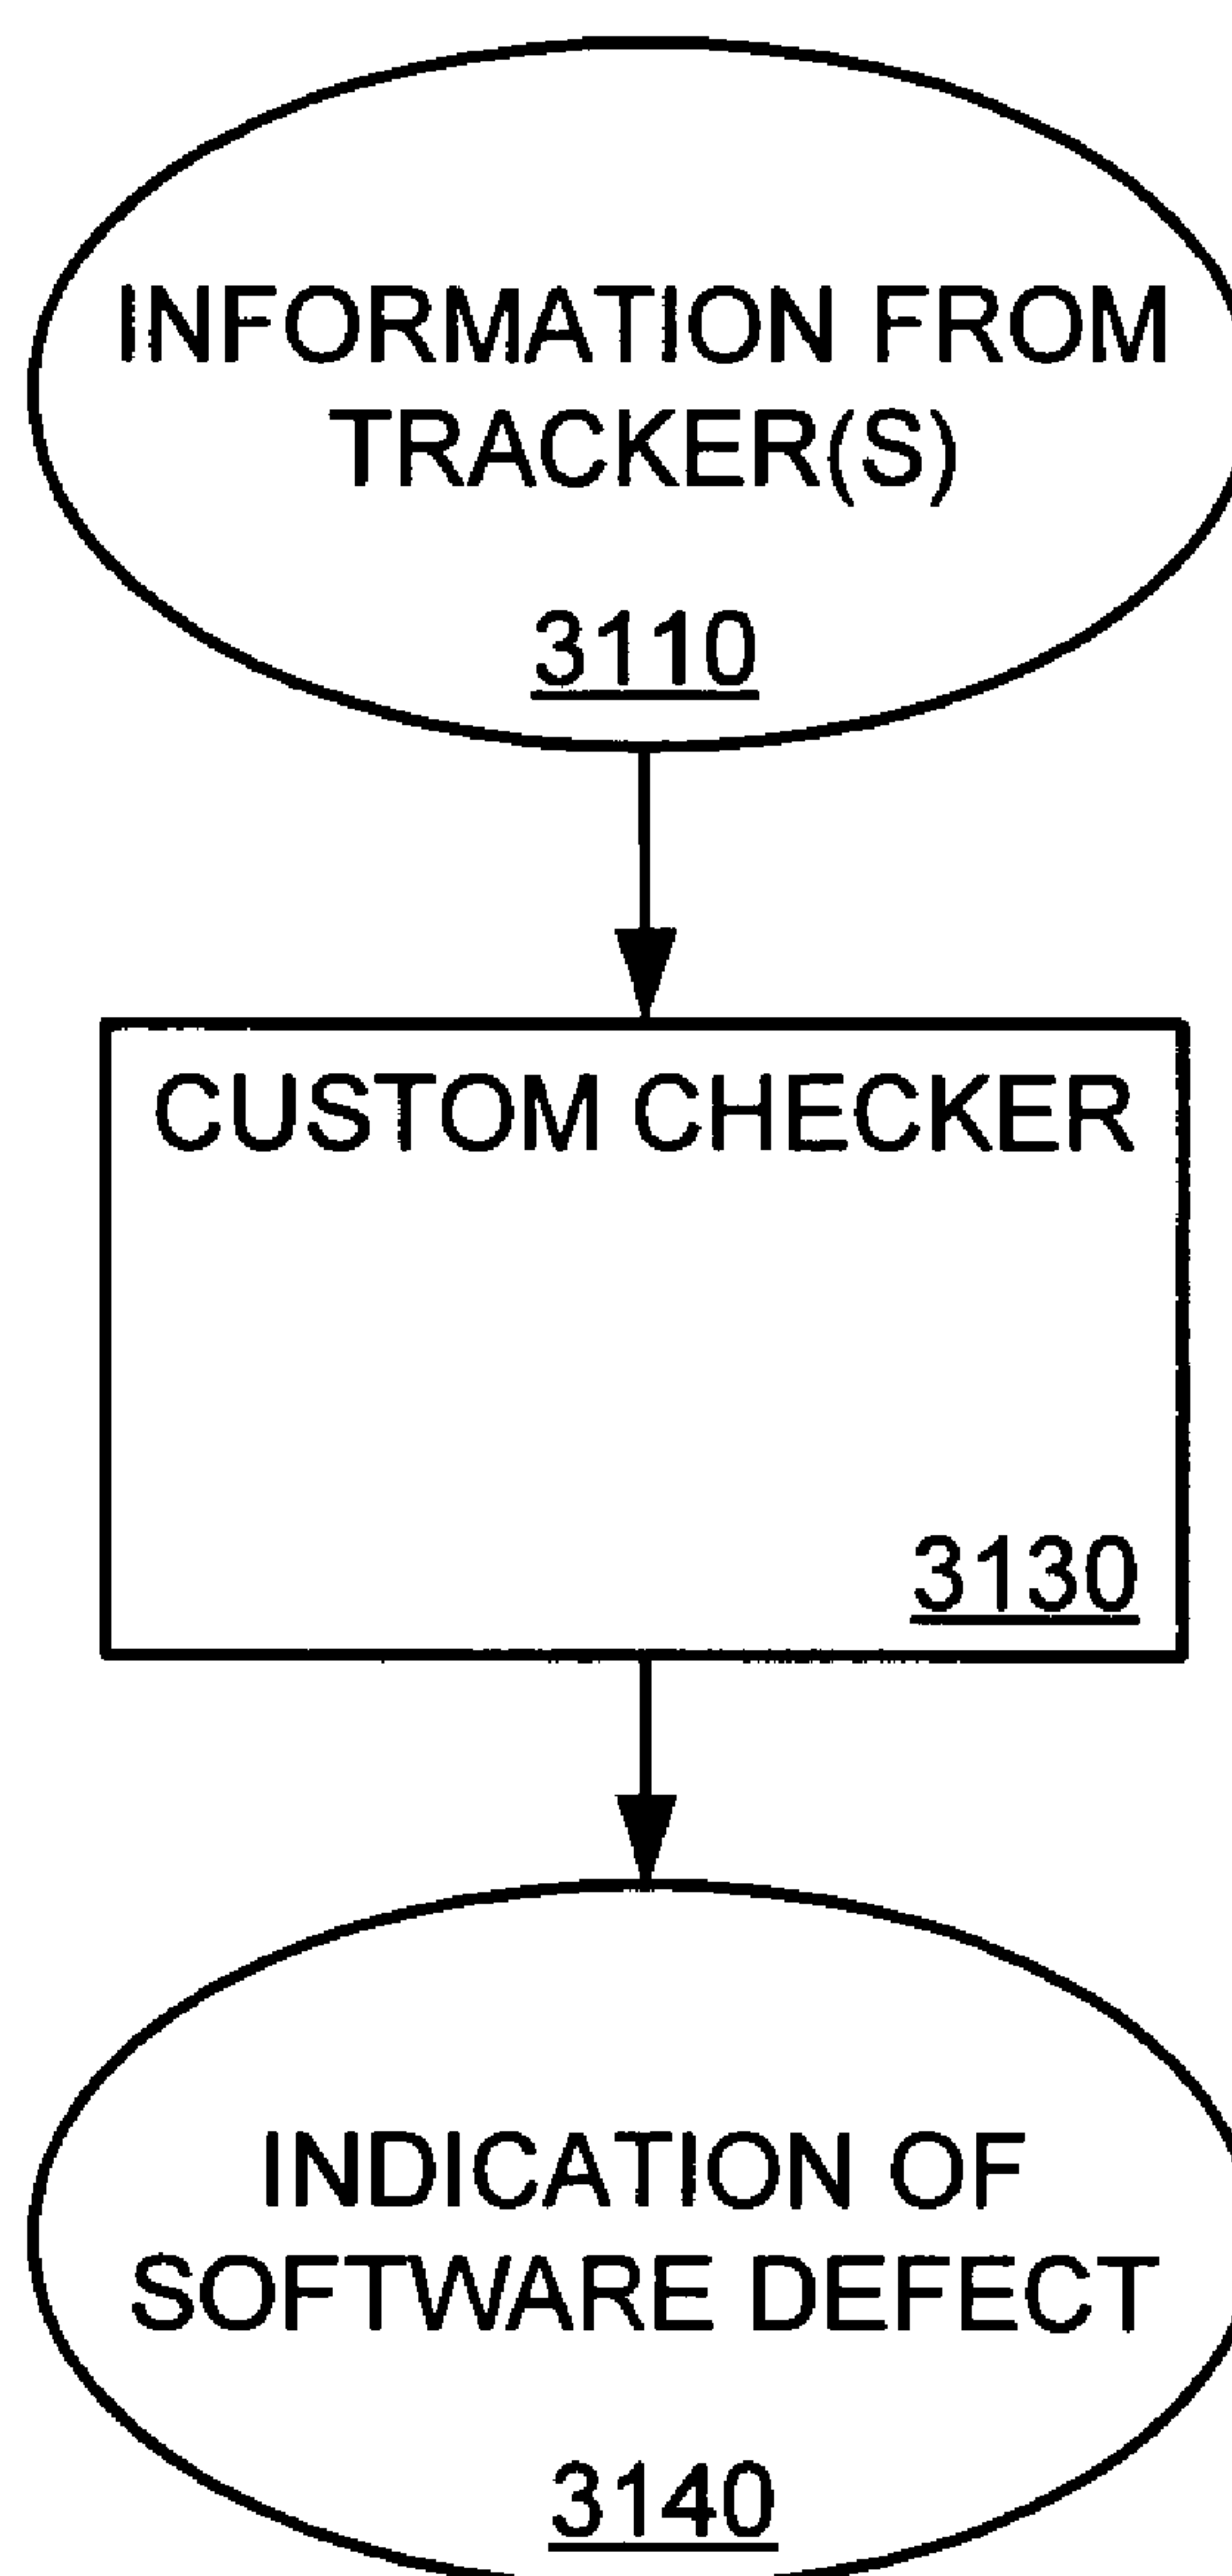 INFORMATION FROM
TRACKER(S)
3110
CUSTOM CHECKER
3130
INDICATION OF
SOFTWARE DEFECT
3140